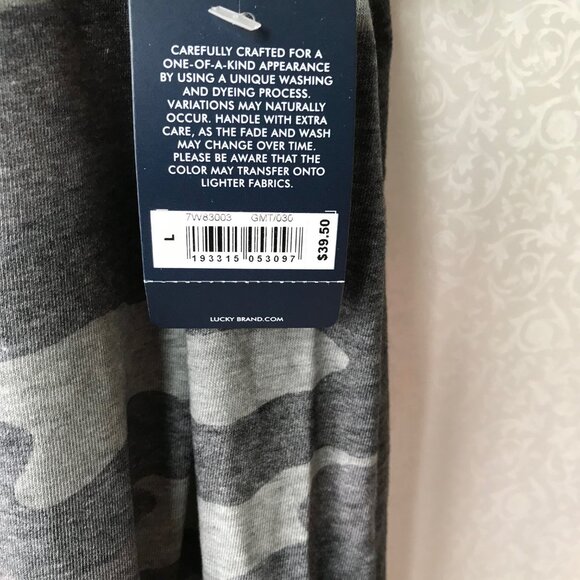 CAREFULLY CRAFTED FOR A
ONE-OF-A-KIND APPEARANCE
BY USING A UNIQUE WASHING
AND DYEING PROCESS.
VARIATIONS MAY NATURALLY
OCCUR. HANDLE WITH EXTRA
CARE, AS THE FADE AND WASH
MAY CHANGE OVER TIME.
PLEASE BE AWARE THAT THE
COLOR MAY TRANSFER ONTO
LIGHTER FABRICS.
7W83003 GMT/030
L
193315 053097
$39.50
LUCKY BRAND.COM